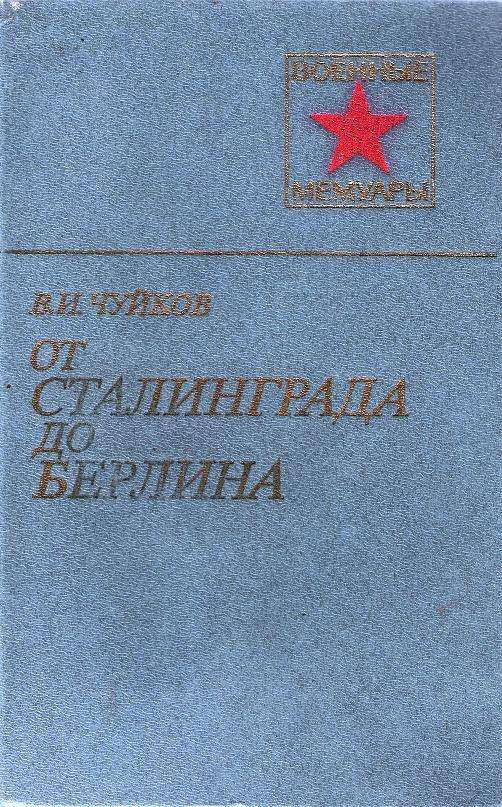 ВОЕННЫЕ
МЕМУАРЫ
В.И. ЧУЙКОВ
ОТ
СТАЛИНГРАДА
ДО
БЕРЛИНА